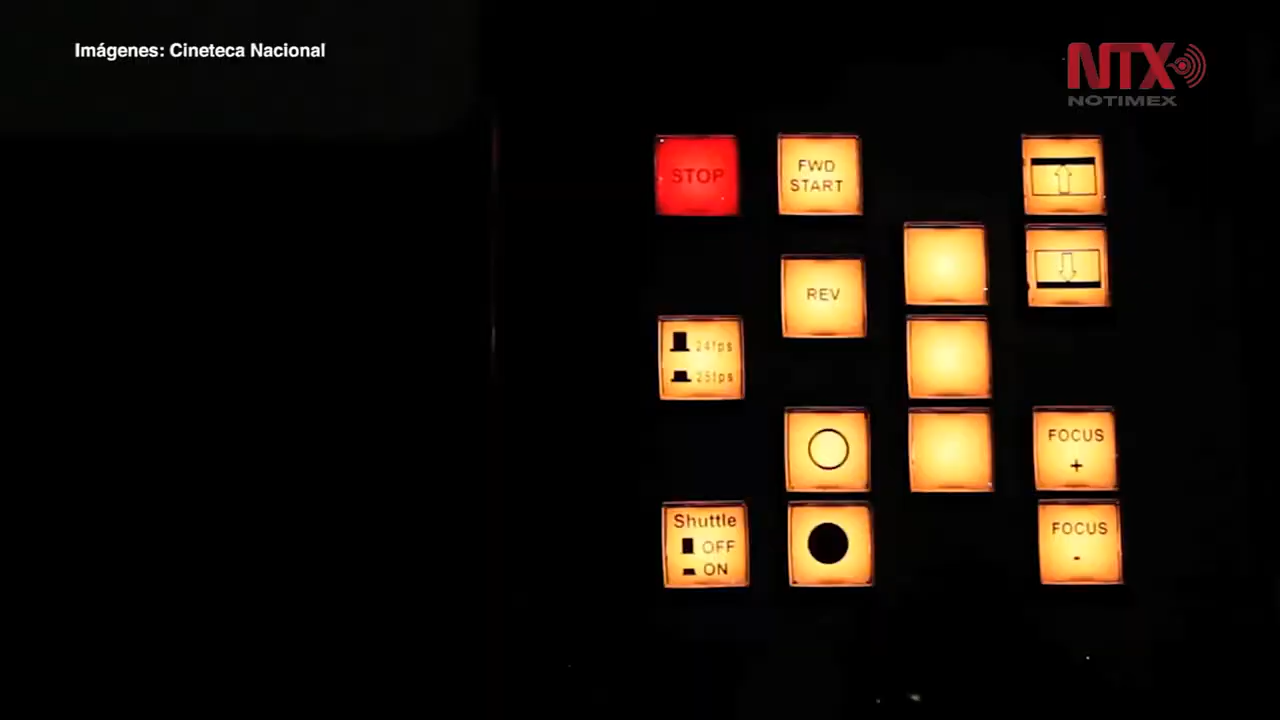 Imágenes: Cineteca Nacional
NTX
NOTIMEX
STOP
FWD
START
REV
24fps
25fps
FOCUS
+
Shuttle
OFF
ON
FOCUS
-